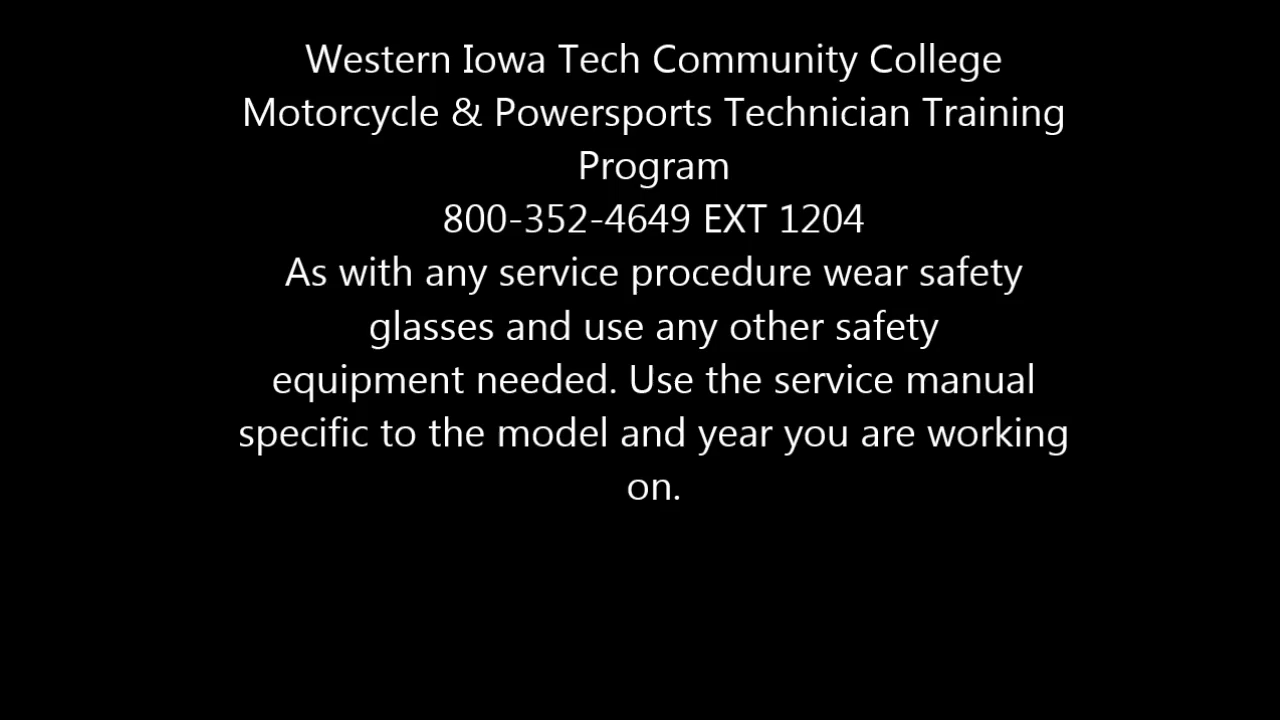 Western Iowa Tech Community College
Motorcycle & Powersports Technician Training
Program
800-352-4649 EXT 1204
As with any service procedure wear safety
glasses and use any other safety
equipment needed. Use the service manual
specific to the model and year you are working
on.